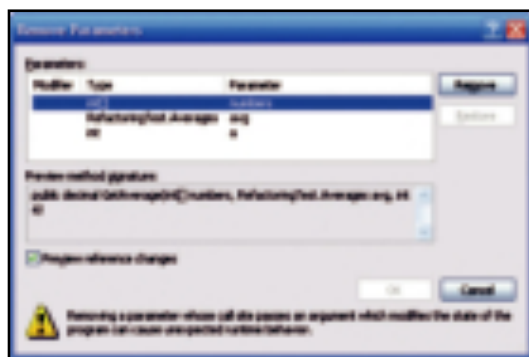 Remove Parameters
Parameters:
Modifier Type Parameter
int[] numbers
RefactoringTest.Averages avg
int a
Remove
Restore
Preview method signature:
public decimal GetAverage(int[] numbers, RefactoringTest.Averages avg, int
a)
Preview reference changes
OK Cancel
Removing a parameter whose call site passes an argument which modifies the state of the
program can cause unexpected runtime behavior.